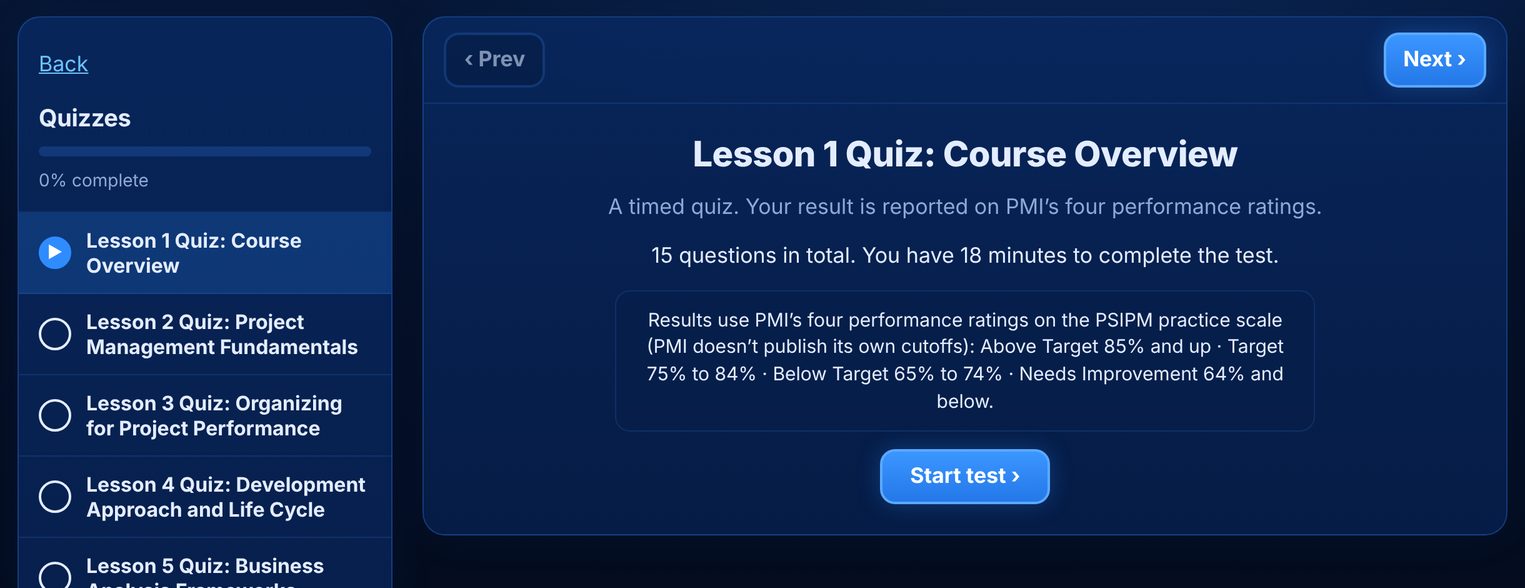 Back
Quizzes
0% complete
Lesson 1 Quiz: Course
Overview
Lesson 2 Quiz: Project
Management Fundamentals
Lesson 3 Quiz: Organizing
for Project Performance
Lesson 4 Quiz: Development
Approach and Life Cycle
Lesson 5 Quiz: Business
Analysis Frameworks
‹ Prev
Next ›
Lesson 1 Quiz: Course Overview
A timed quiz. Your result is reported on PMI’s four performance ratings.
15 questions in total. You have 18 minutes to complete the test.
Results use PMI’s four performance ratings on the PSIPM practice scale
(PMI doesn’t publish its own cutoffs): Above Target 85% and up · Target
75% to 84% · Below Target 65% to 74% · Needs Improvement 64% and
below.
Start test ›